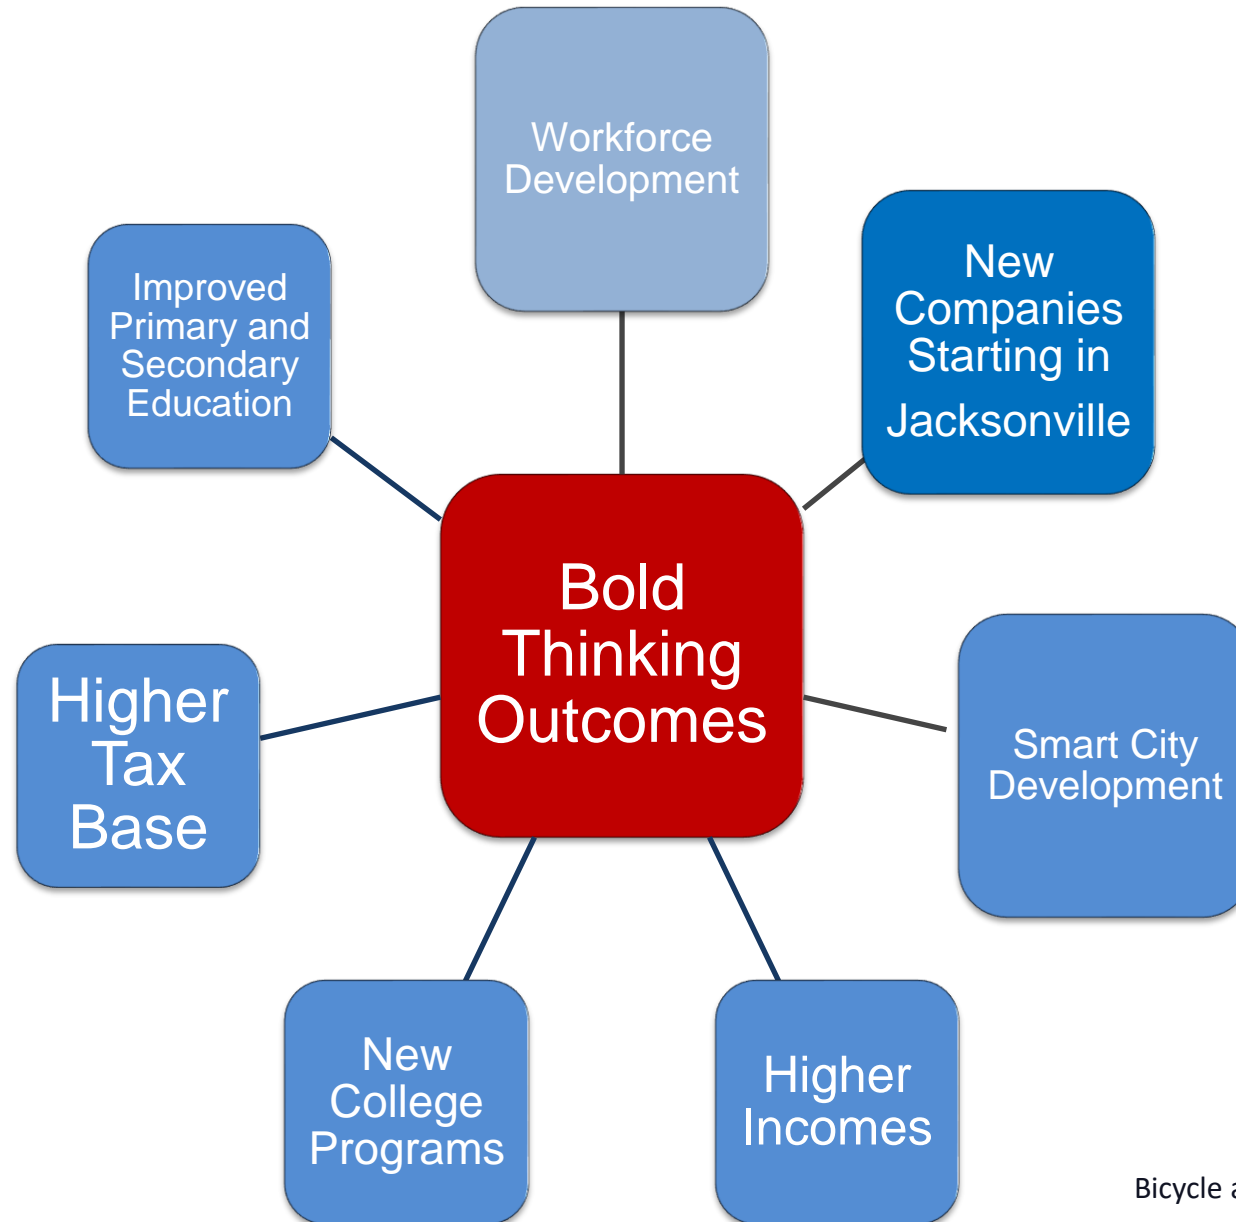 Workforce
Development
New
Companies
Starting in
Jacksonville
Improved
Primary and
Secondary
Education
Bold
Thinking
Outcomes
Higher
Tax
Base
Smart City
Development
New
College
Programs
Higher
Incomes
Bicycle a